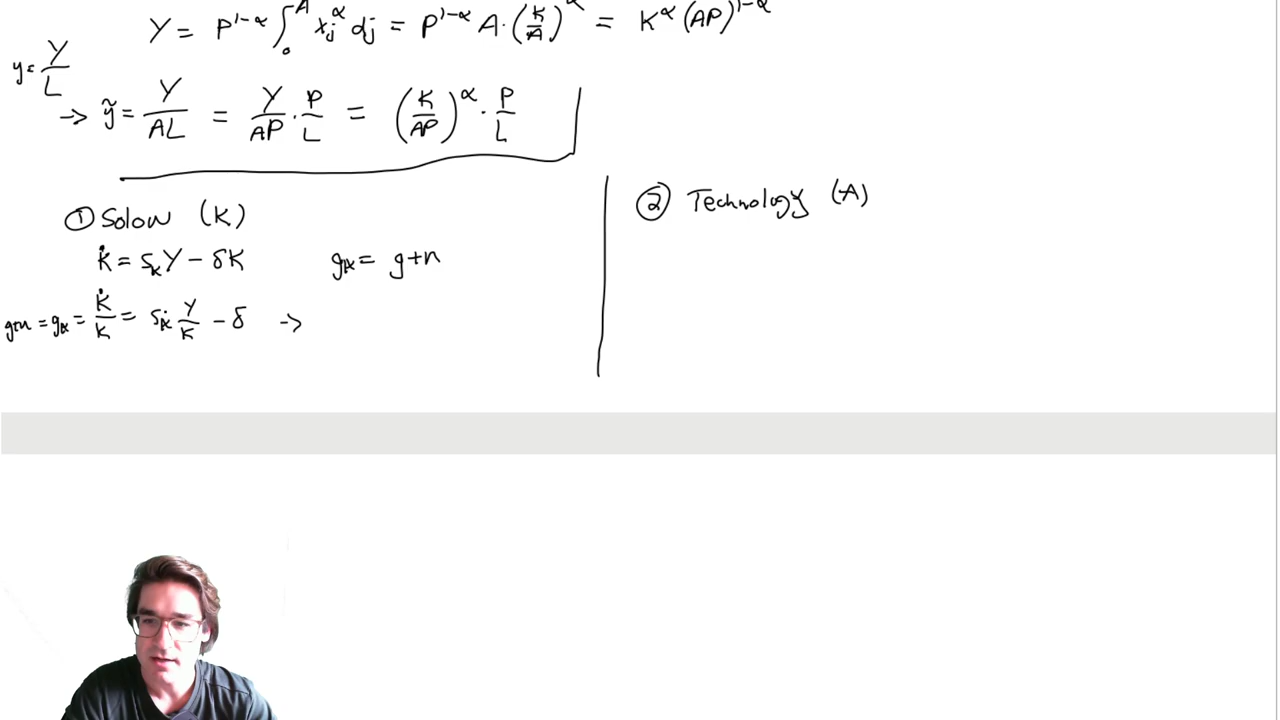 Y = P^{1-α} ∫_0^A x_j^α dj = P^{1-α} A·(K/A)^α = K^α (AP)^{1-α}
y = Y/L
→ ỹ = Y/AL = Y/AP · P/L = (K/AP)^α · P/L
① Solow (K)
K̇ = s_K Y − δK g_K = g+n
g+n = g_K = K̇/K = s_K Y/K − δ →
② Technology (A)